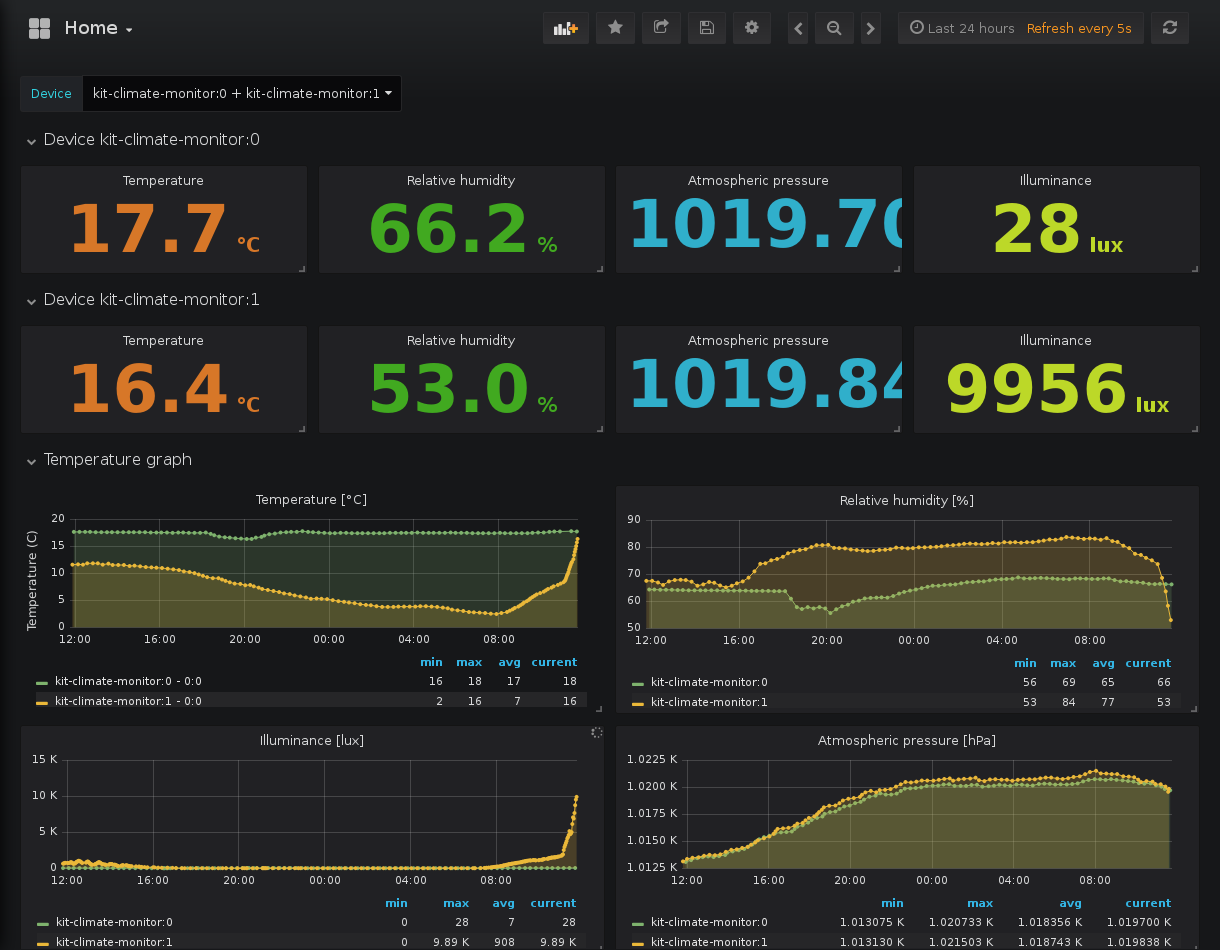 Home
Last 24 hours Refresh every 5s
Device kit-climate-monitor:0 + kit-climate-monitor:1
Device kit-climate-monitor:0
Temperature Relative humidity Atmospheric pressure Illuminance
17.7 °C 66.2 % 1019.70 28 lux
Device kit-climate-monitor:1
Temperature Relative humidity Atmospheric pressure Illuminance
16.4 °C 53.0 % 1019.84 9956 lux
Temperature graph
Temperature [°C]
Temperature (C)
20
15
10
5
0
12:00 16:00 20:00 00:00 04:00 08:00
min max avg current
kit-climate-monitor:0 - 0:0 16 18 17 18
kit-climate-monitor:1 - 0:0 2 16 7 16
Relative humidity [%]
90
80
70
60
50
12:00 16:00 20:00 00:00 04:00 08:00
min max avg current
kit-climate-monitor:0 56 69 65 66
kit-climate-monitor:1 53 84 77 53
Illuminance [lux]
15 K
10 K
5 K
0
12:00 16:00 20:00 00:00 04:00 08:00
min max avg current
kit-climate-monitor:0 0 28 7 28
kit-climate-monitor:1 0 9.89 K 908 9.89 K
Atmospheric pressure [hPa]
1.0225 K
1.0200 K
1.0175 K
1.0150 K
1.0125 K
12:00 16:00 20:00 00:00 04:00 08:00
min max avg current
kit-climate-monitor:0 1.013075 K 1.020733 K 1.018356 K 1.019700 K
kit-climate-monitor:1 1.013130 K 1.021503 K 1.018743 K 1.019838 K